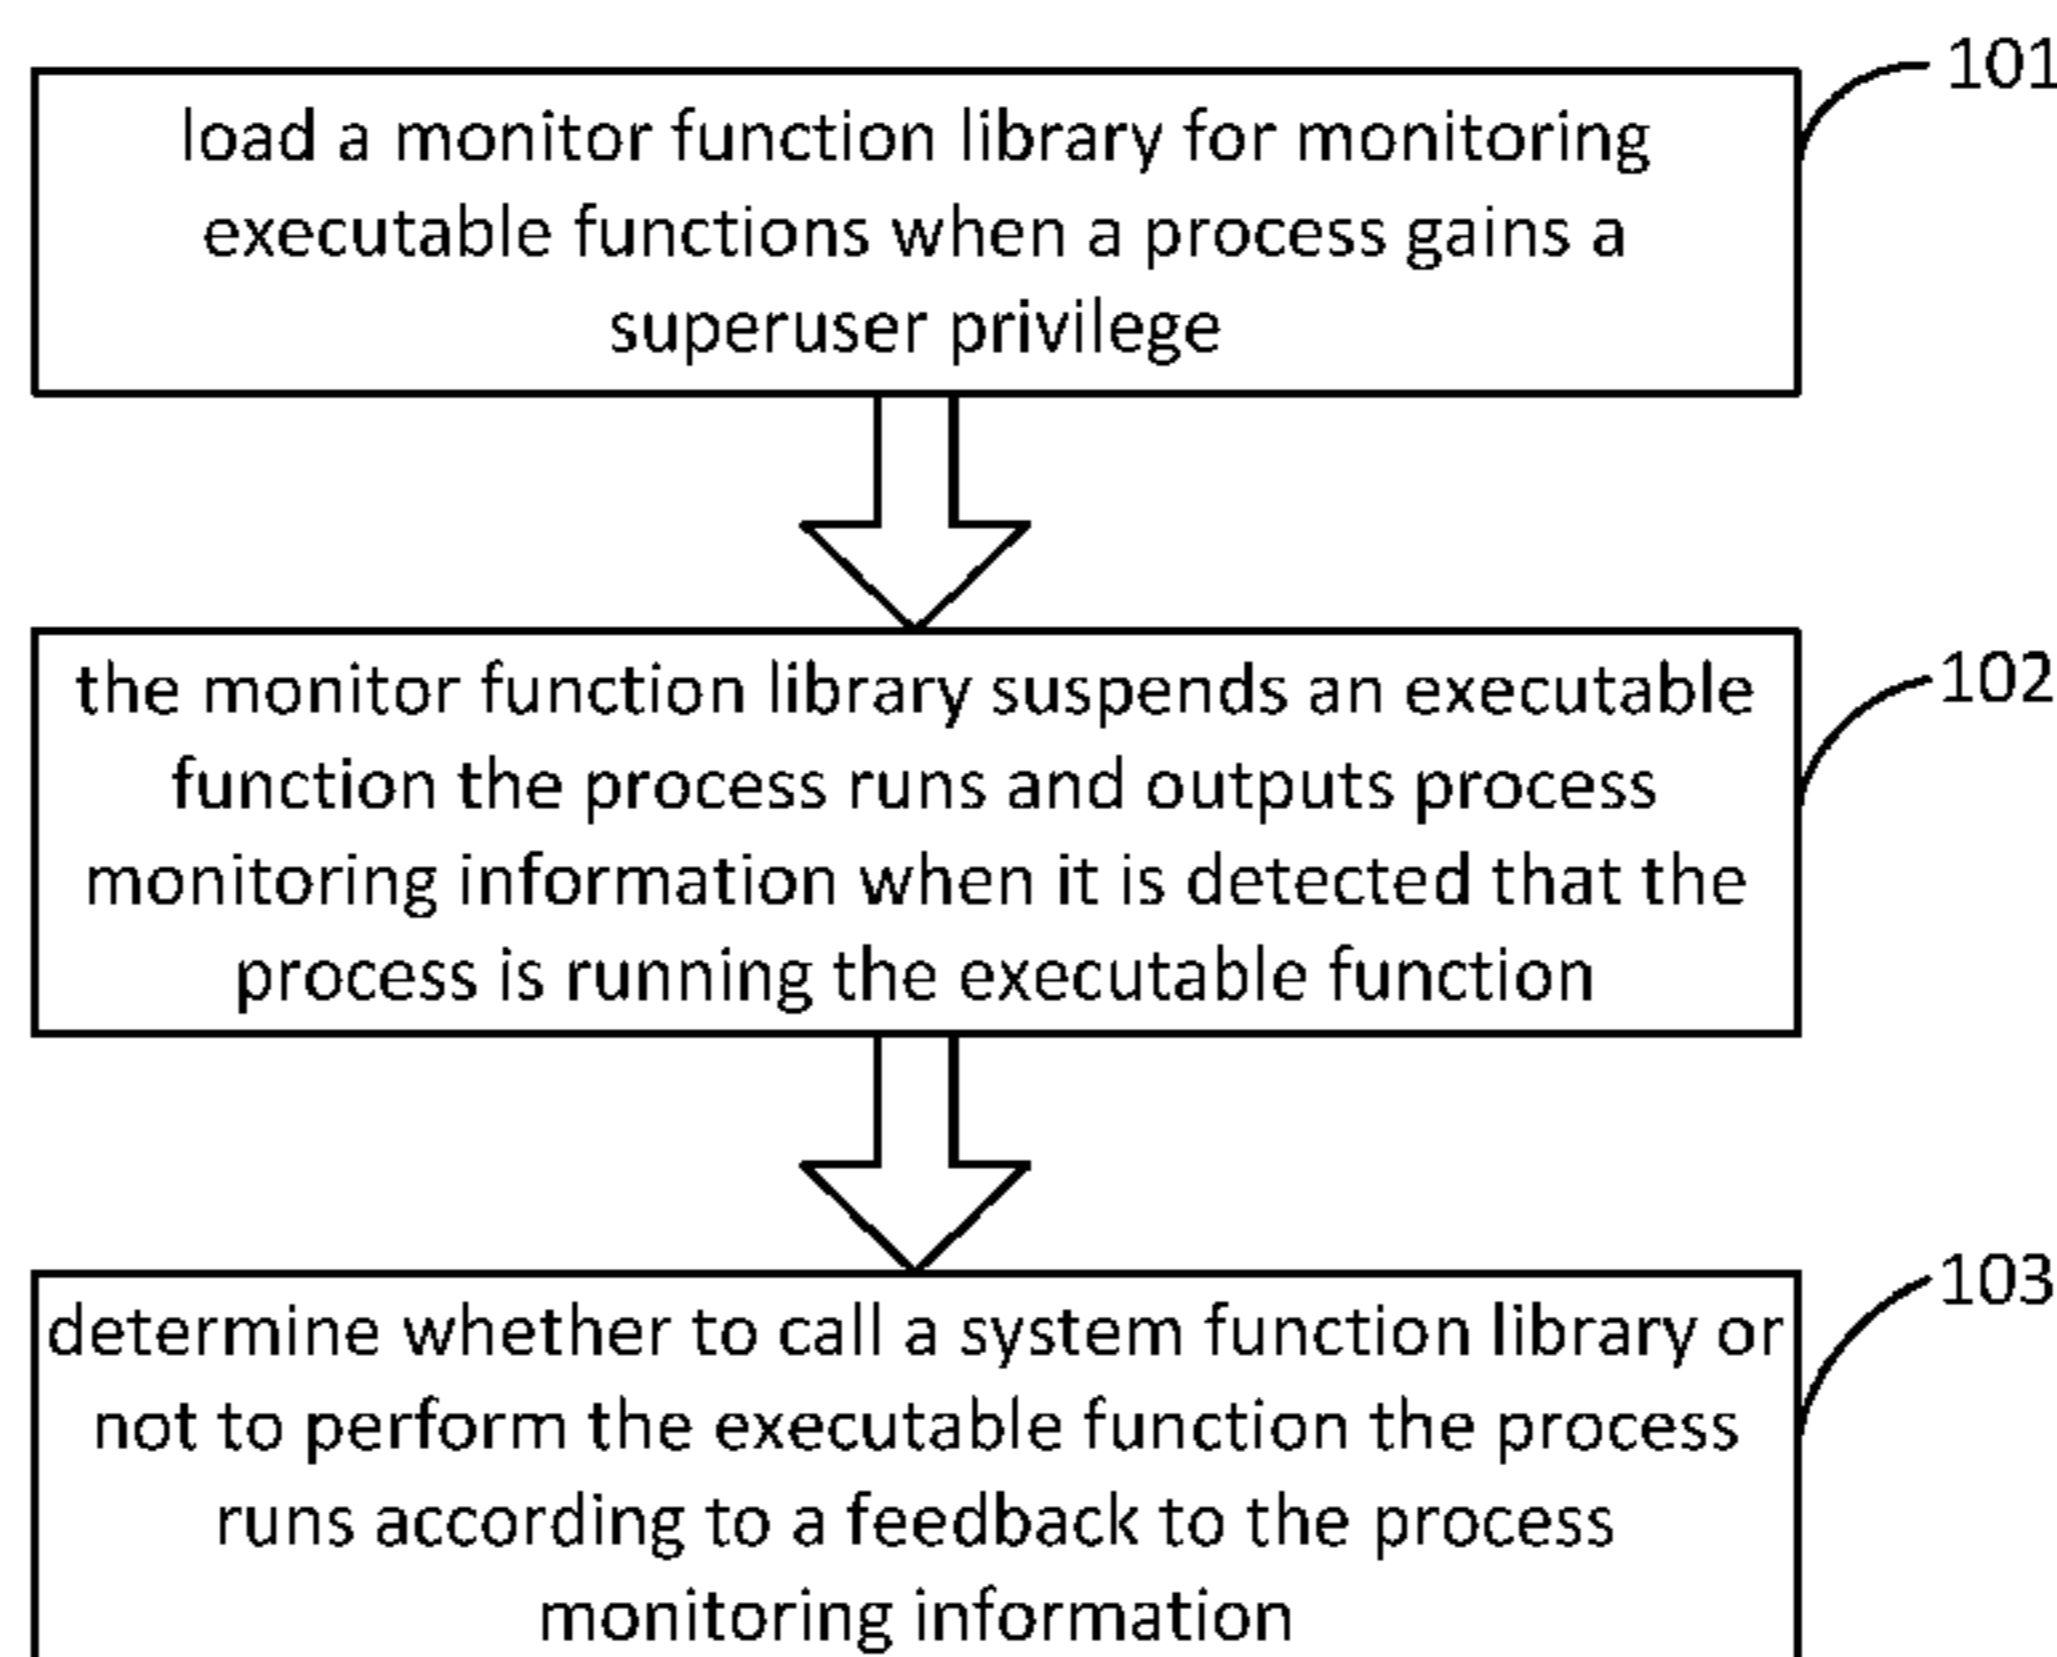 101
load a monitor function library for monitoring
executable functions when a process gains a
superuser privilege
102
the monitor function library suspends an executable
function the process runs and outputs process
monitoring information when it is detected that the
process is running the executable function
103
determine whether to call a system function library or
not to perform the executable function the process
runs according to a feedback to the process
monitoring information